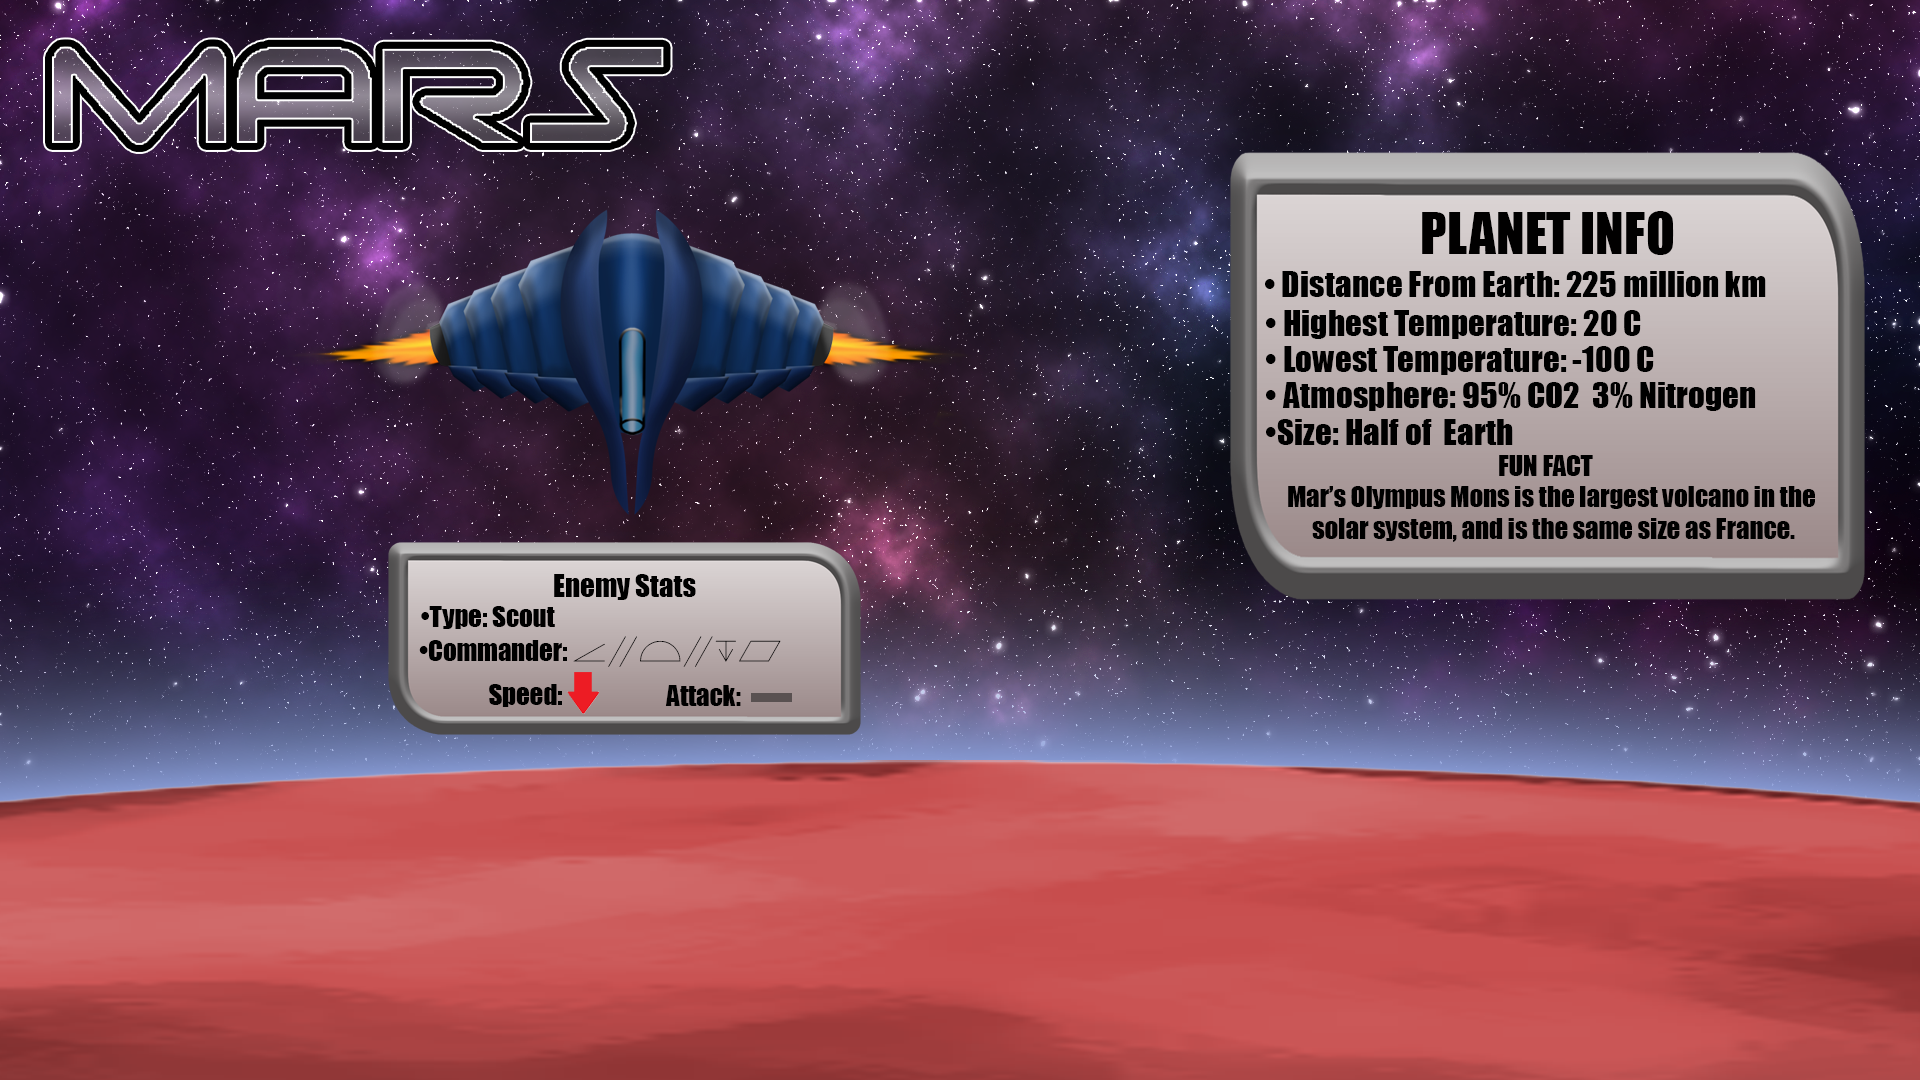 MARS
PLANET INFO
• Distance From Earth: 225 million km
• Highest Temperature: 20 C
• Lowest Temperature: -100 C
• Atmosphere: 95% CO2  3% Nitrogen
•Size: Half of  Earth
FUN FACT
Mar's Olympus Mons is the largest volcano in the
solar system, and is the same size as France.
Enemy Stats
•Type: Scout
•Commander:
Speed: Attack: